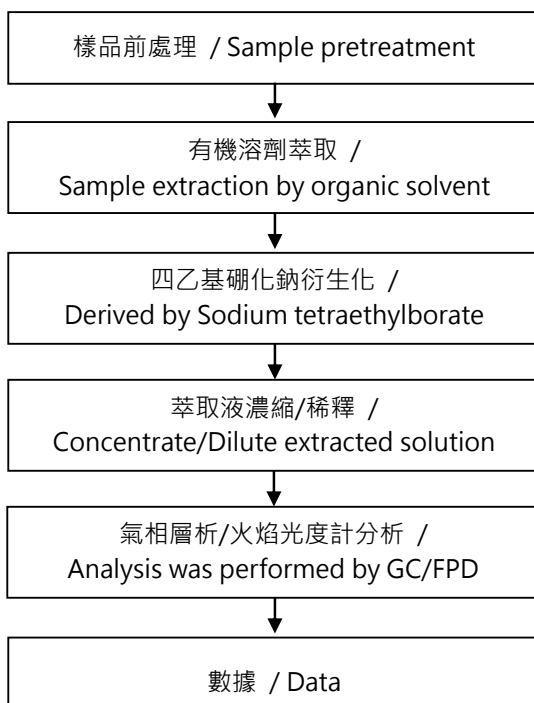 樣品前處理 / Sample pretreatment
有機溶劑萃取 /
Sample extraction by organic solvent
四乙基硼化鈉衍生化 /
Derived by Sodium tetraethylborate
萃取液濃縮/稀釋 /
Concentrate/Dilute extracted solution
氣相層析/火焰光度計分析 /
Analysis was performed by GC/FPD
數據 / Data